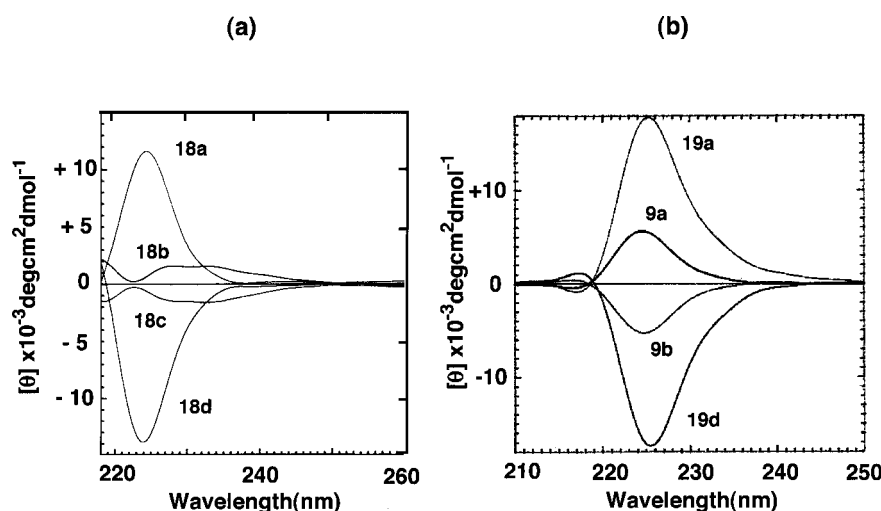 (a)
(b)
[θ] x10⁻³degcm²dmol⁻¹
+ 10
+ 5
0
- 5
- 10
18a
18b
18c
18d
220
240
260
Wavelength(nm)
[θ] x10⁻³degcm²dmol⁻¹
+10
0
-10
19a
9a
9b
19d
210
220
230
240
250
Wavelength(nm)